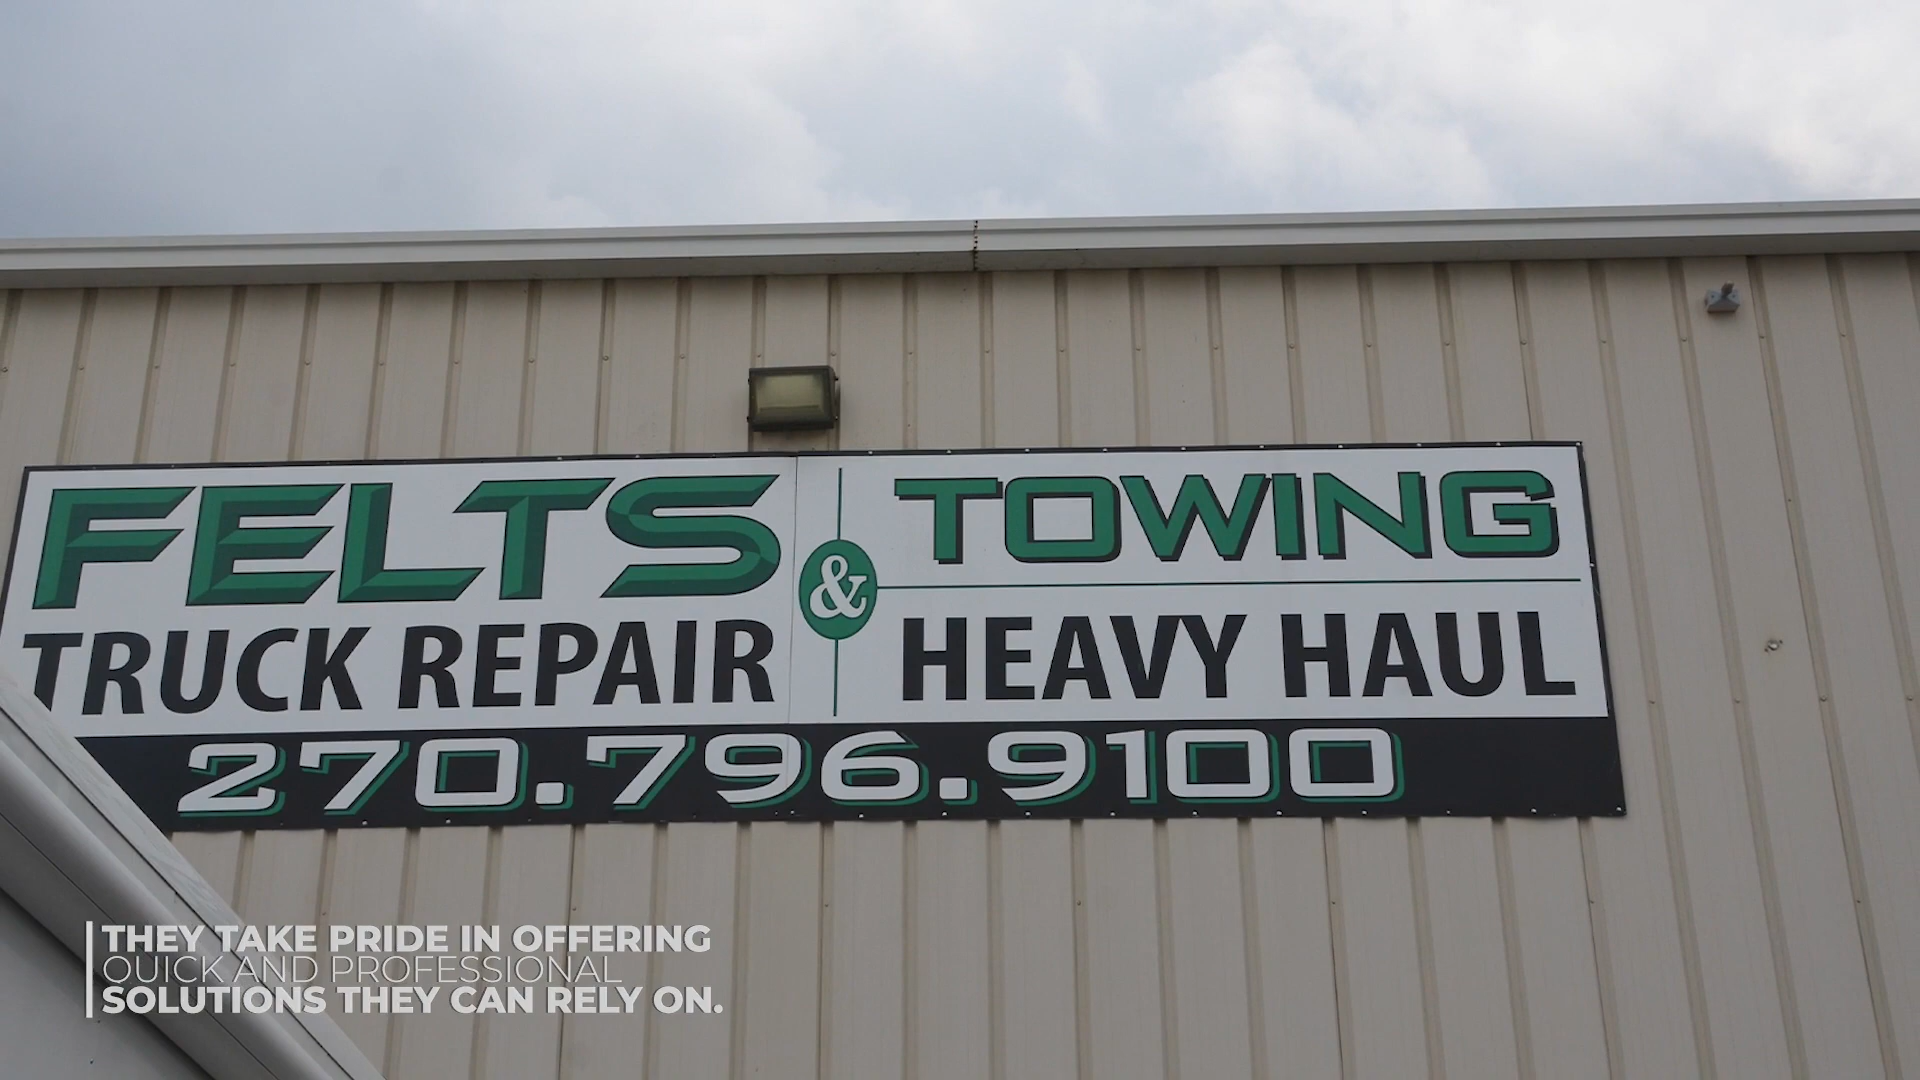 FELTS
TRUCK REPAIR
&
TOWING
HEAVY HAUL
270.796.9100
THEY TAKE PRIDE IN OFFERING
QUICK AND PROFESSIONAL
SOLUTIONS THEY CAN RELY ON.